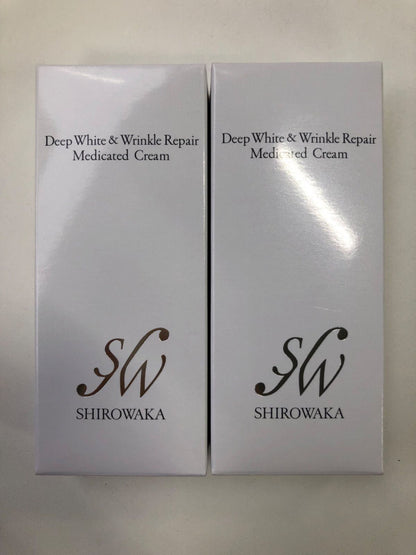 Deep White & Wrinkle Repair
Medicated Cream
SW
SHIROWAKA
Deep White & Wrinkle Repair
Medicated Cream
SW
SHIROWAKA